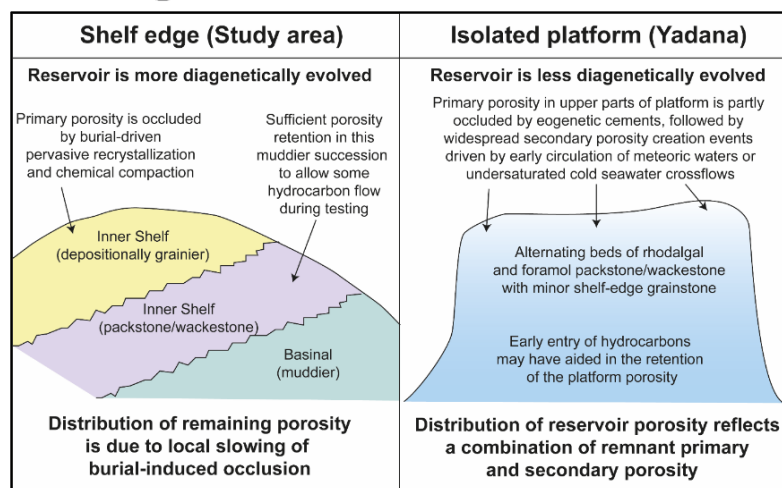 Shelf edge (Study area)
Reservoir is more diagenetically evolved
Primary porosity is occluded
by burial-driven
pervasive recrystallization
and chemical compaction
Sufficient porosity
retention in this
muddier succession
to allow some
hydrocarbon flow
during testing
Inner Shelf
(depositionally grainier)
Inner Shelf
(packstone/wackestone)
Basinal
(muddier)
Distribution of remaining porosity
is due to local slowing of
burial-induced occlusion
Isolated platform (Yadana)
Reservoir is less diagenetically evolved
Primary porosity in upper parts of platform is partly
occluded by eogenetic cements, followed by
widespread secondary porosity creation events
driven by early circulation of meteoric waters or
undersaturated cold seawater crossflows
Alternating beds of rhodalgal
and foramol packstone/wackestone
with minor shelf-edge grainstone
Early entry of hydrocarbons
may have aided in the retention
of the platform porosity
Distribution of reservoir porosity reflects
a combination of remnant primary
and secondary porosity